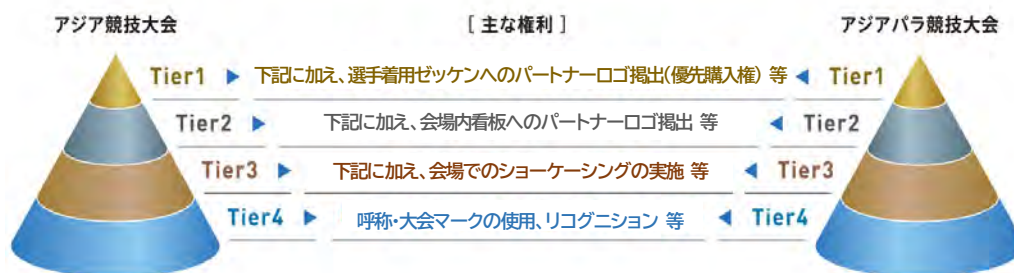 アジア競技大会 [ 主な権利 ] アジアパラ競技大会
Tier1 ▶ 下記に加え、選手着用ゼッケンへのパートナーロゴ掲出(優先購入権) 等 ◀ Tier1
Tier2 ▶ 下記に加え、会場内看板へのパートナーロゴ掲出 等 ◀ Tier2
Tier3 ▶ 下記に加え、会場でのショーケーシングの実施 等 ◀ Tier3
Tier4 ▶ 呼称・大会マークの使用、リコグニション 等 ◀ Tier4